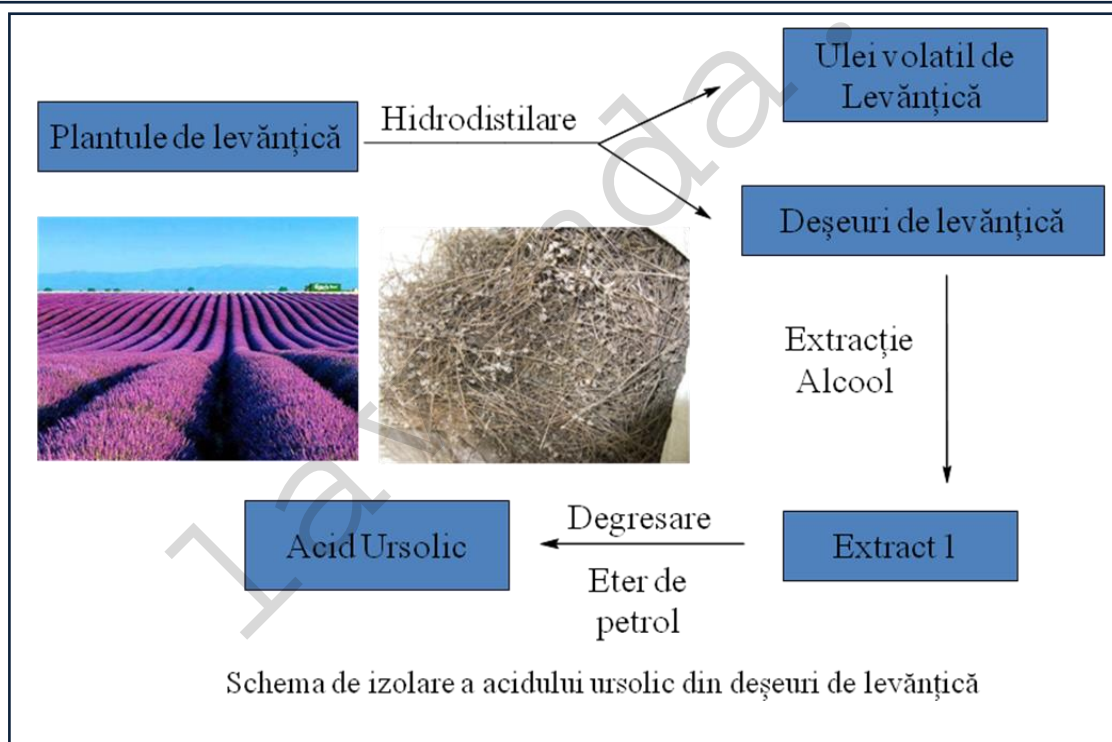 Ulei volatil de
Levănțică
Plantule de levănțică
Hidrodistilare
Deșeuri de levănțică
Extracție
Alcool
Acid Ursolic
Degresare
Eter de
petrol
Extract 1
Schema de izolare a acidului ursolic din deșeuri de levănțică